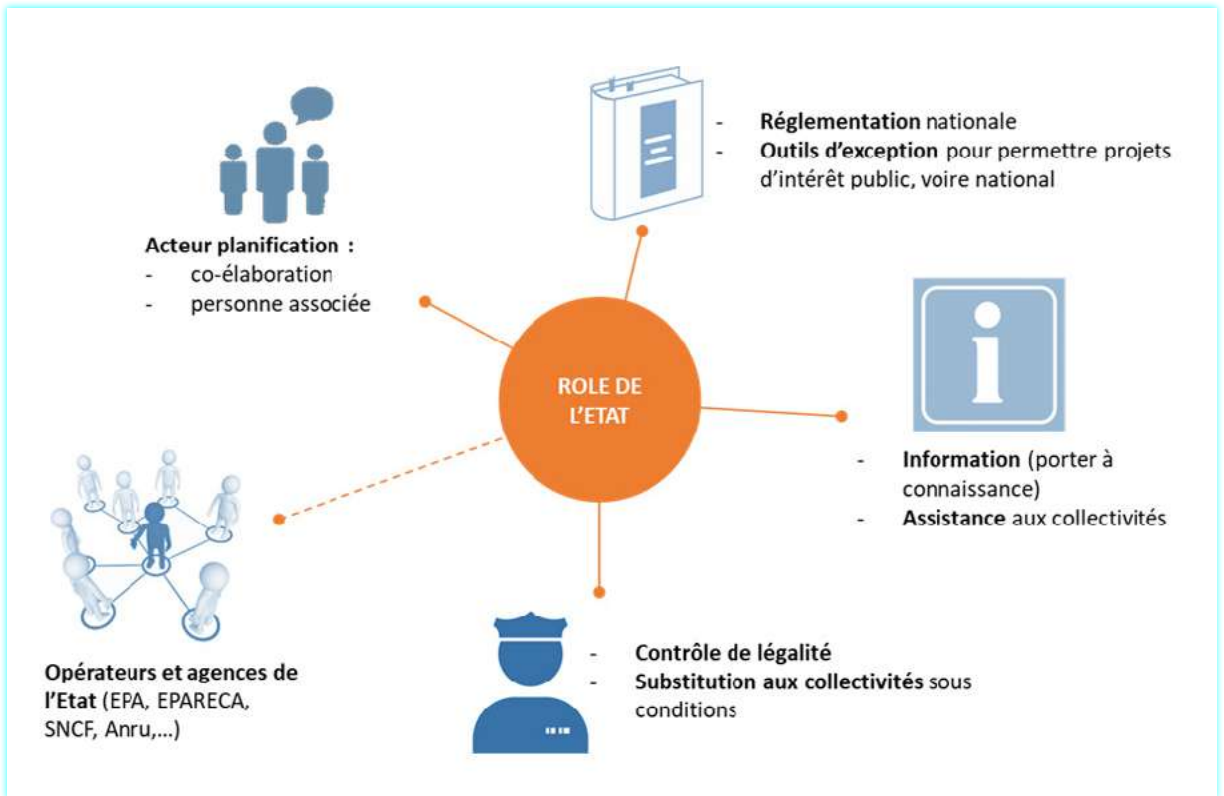 - Réglementation nationale
- Outils d'exception pour permettre projets
d'intérêt public, voire national
Acteur planification :
- co-élaboration
- personne associée
ROLE DE
L'ETAT
- Information (porter à
connaissance)
- Assistance aux collectivités
Opérateurs et agences de
l'Etat (EPA, EPARECA,
SNCF, Anru,...)
- Contrôle de légalité
- Substitution aux collectivités sous
conditions